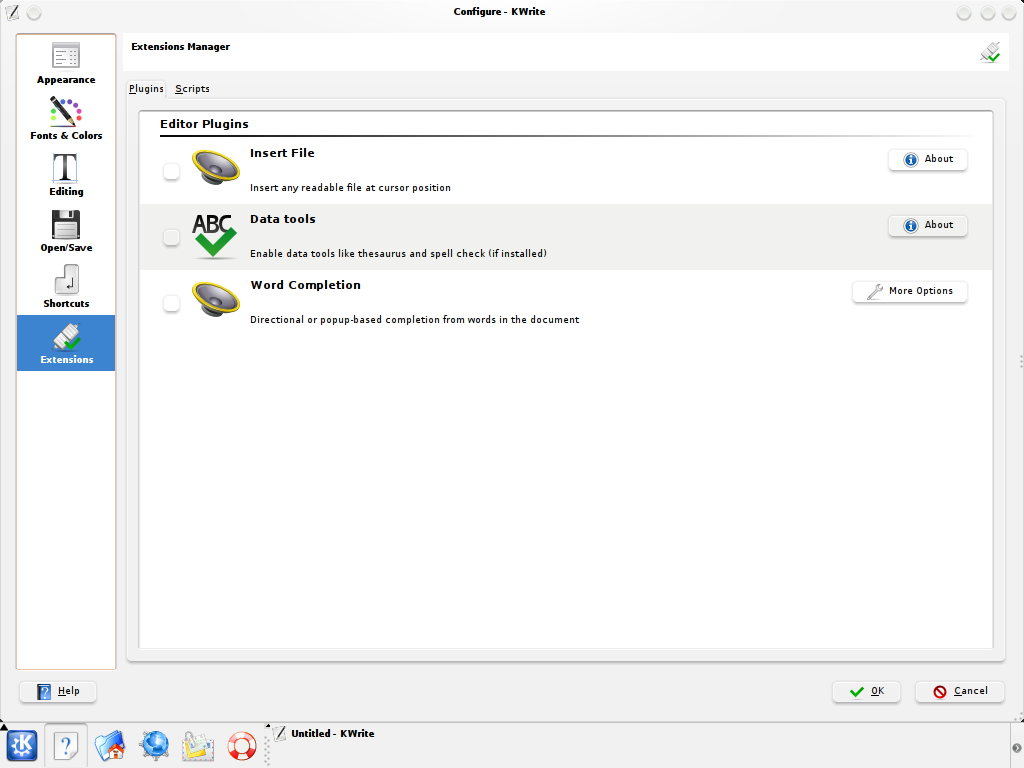 Configure - KWrite
Appearance
Fonts & Colors
Editing
Open/Save
Shortcuts
Extensions
Extensions Manager
Plugins Scripts
Editor Plugins
Insert File
About
Insert any readable file at cursor position
ABC
Data tools
About
Enable data tools like thesaurus and spell check (if installed)
Word Completion
More Options
Directional or popup-based completion from words in the document
Help
OK
Cancel
Untitled - KWrite